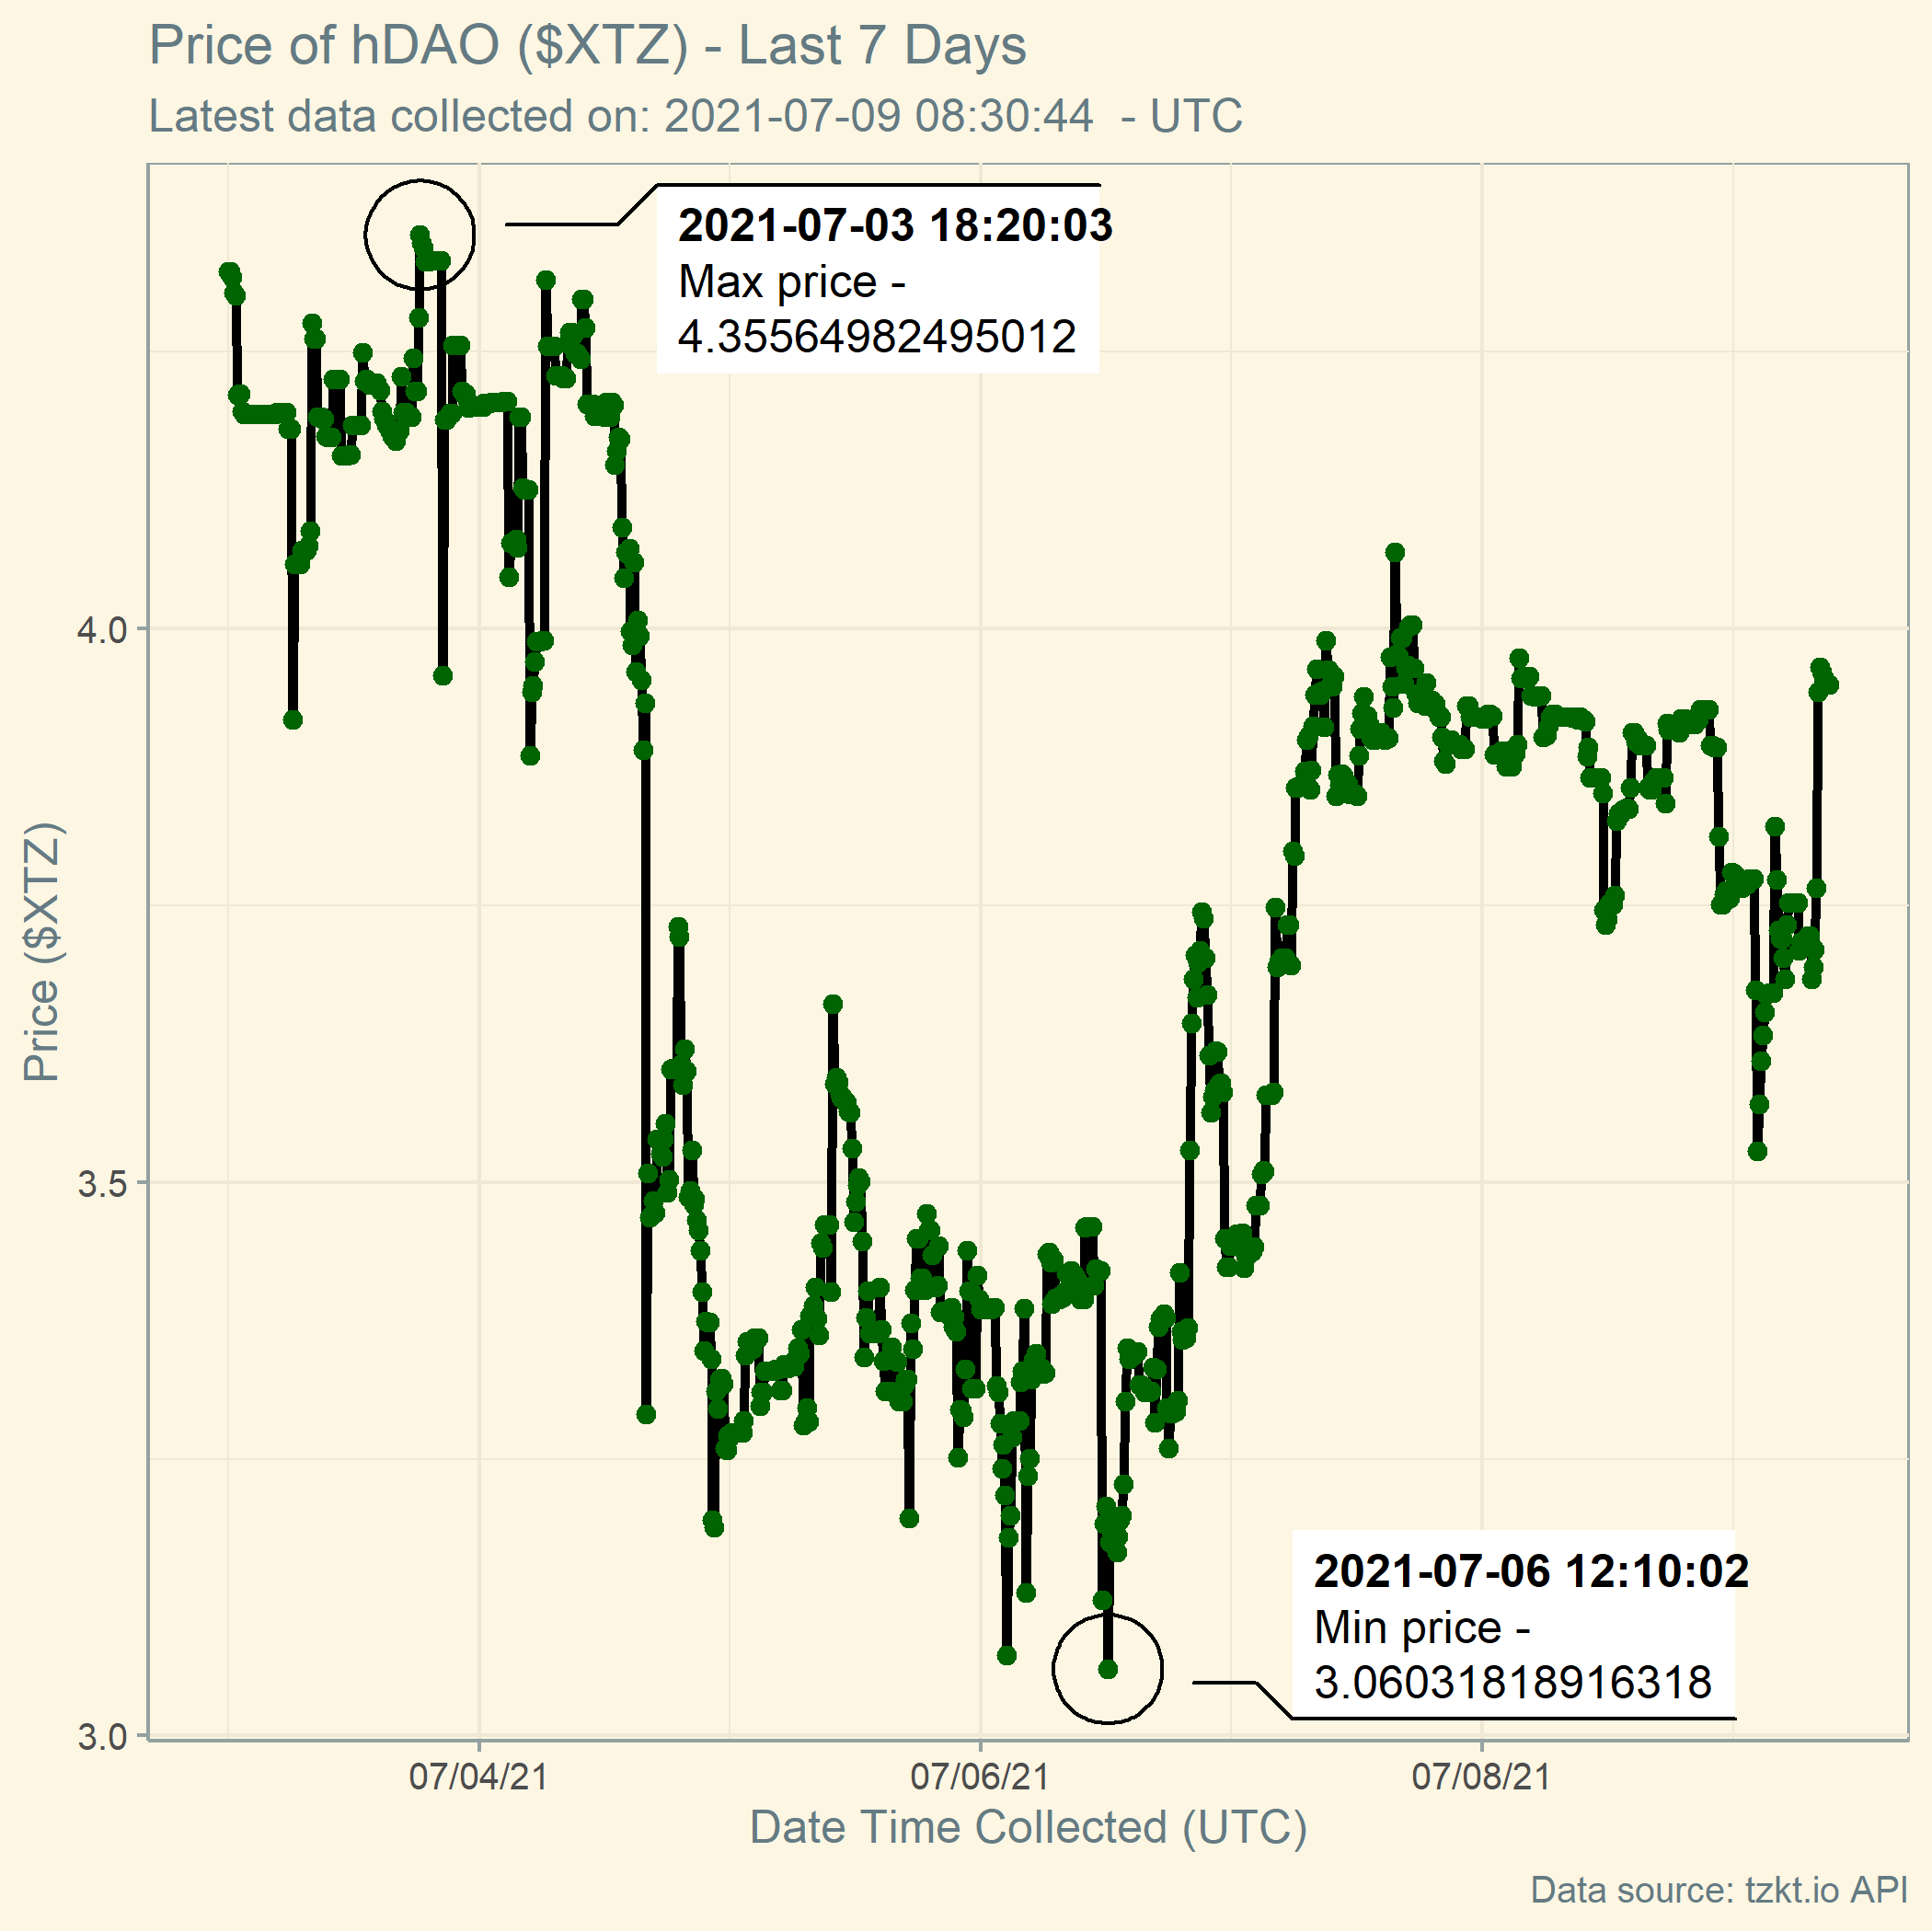 Price of hDAO ($XTZ) - Last 7 Days
Latest data collected on: 2021-07-09 08:30:44  - UTC
2021-07-03 18:20:03
Max price -
4.35564982495012
4.0
Price ($XTZ)
3.5
2021-07-06 12:10:02
Min price -
3.06031818916318
3.0
07/04/21
07/06/21
07/08/21
Date Time Collected (UTC)
Data source: tzkt.io API